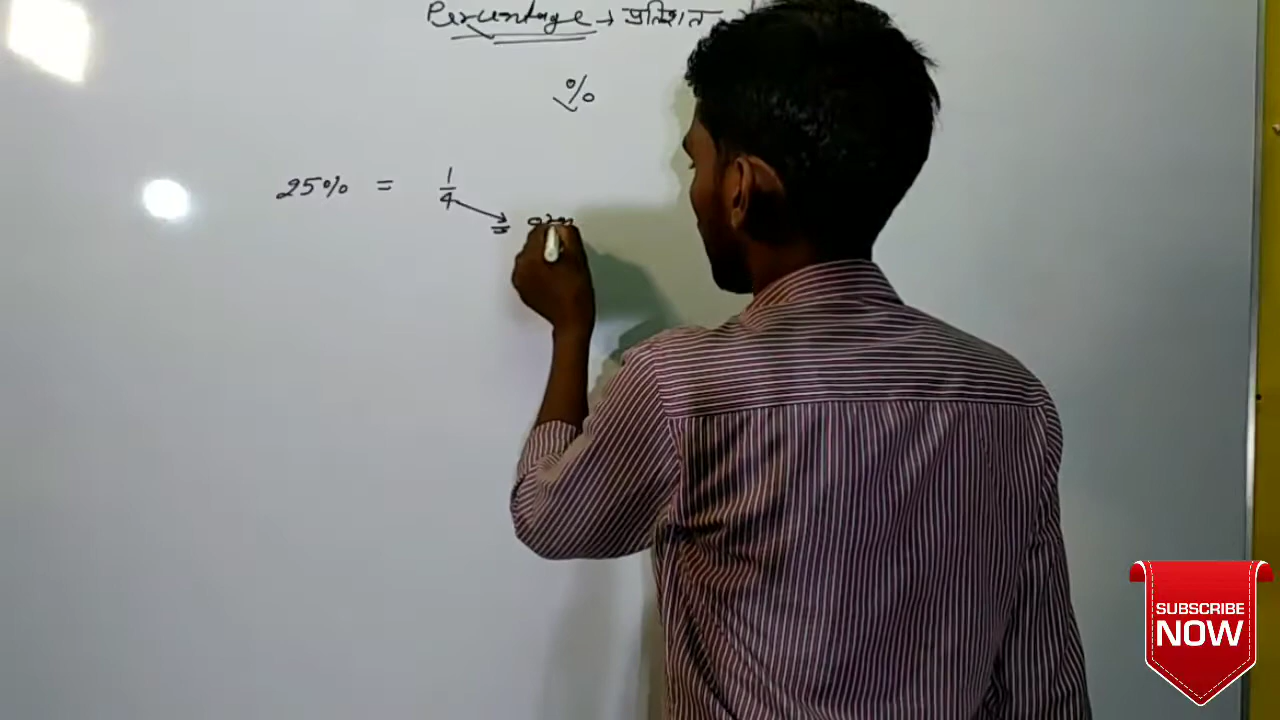 Percentage → प्रतिशत
%
25% = 1/4
=
SUBSCRIBE
NOW